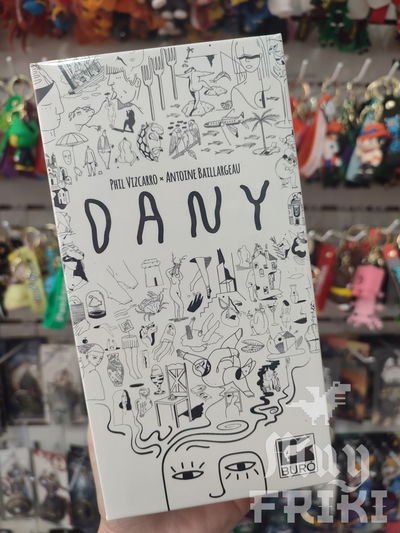 PHIL VIZCARRO × ANTOINE BAILLARGEAU
DANY
BURO
Muy
FRIKI